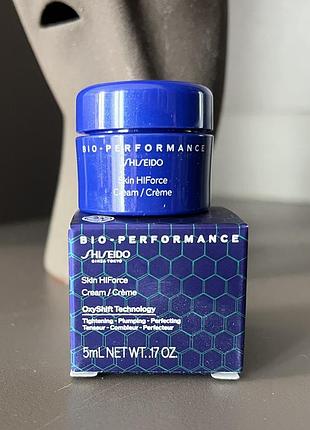 BIO-PERFORMANCE
SHISEIDO
Skin HIForce
Cream / Crème
BIO-PERFORMANCE
SHISEIDO
GINZA TOKYO
Skin HIForce
Cream / Crème
OxyShift Technology
Tightening - Plumping - Perfecting
Tenseur - Combleur - Perfecteur
5mL NET WT. .17 OZ.